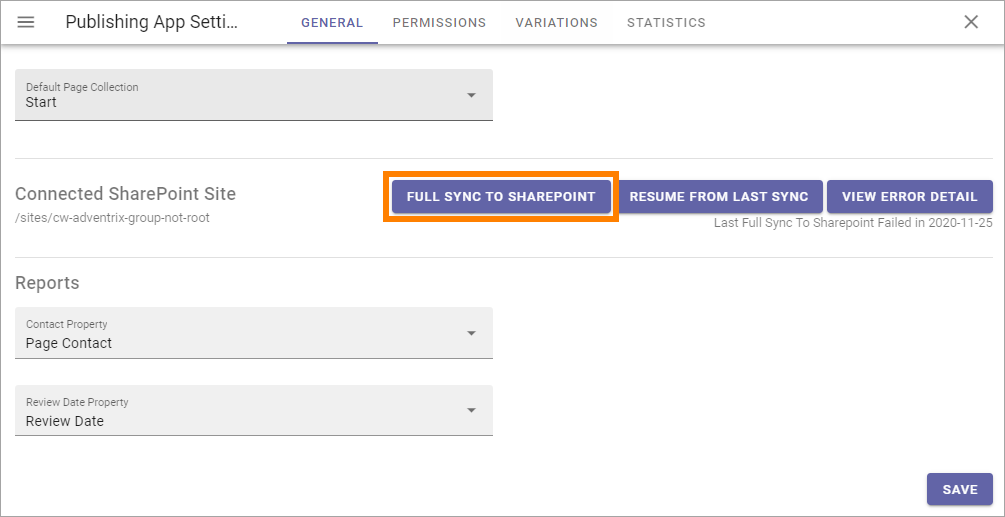 Publishing App Setti...
GENERAL
PERMISSIONS
VARIATIONS
STATISTICS
Default Page Collection
Start
Connected SharePoint Site
/sites/cw-adventrix-group-not-root
FULL SYNC TO SHAREPOINT
RESUME FROM LAST SYNC
VIEW ERROR DETAIL
Last Full Sync To Sharepoint Failed in 2020-11-25
Reports
Contact Property
Page Contact
Review Date Property
Review Date
SAVE